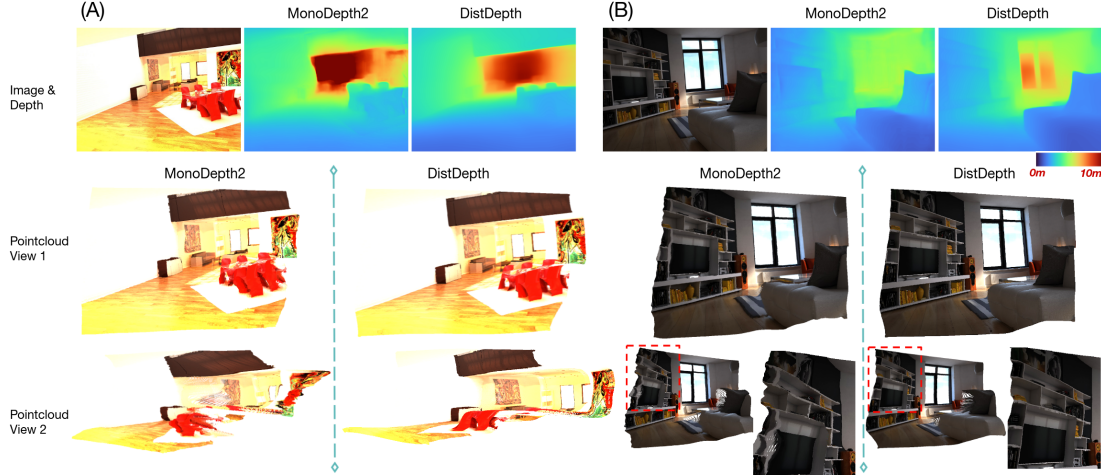 (A)
MonoDepth2
DistDepth
(B)
MonoDepth2
DistDepth
Image &
Depth
0m
10m
MonoDepth2
DistDepth
MonoDepth2
DistDepth
Pointcloud
View 1
Pointcloud
View 2